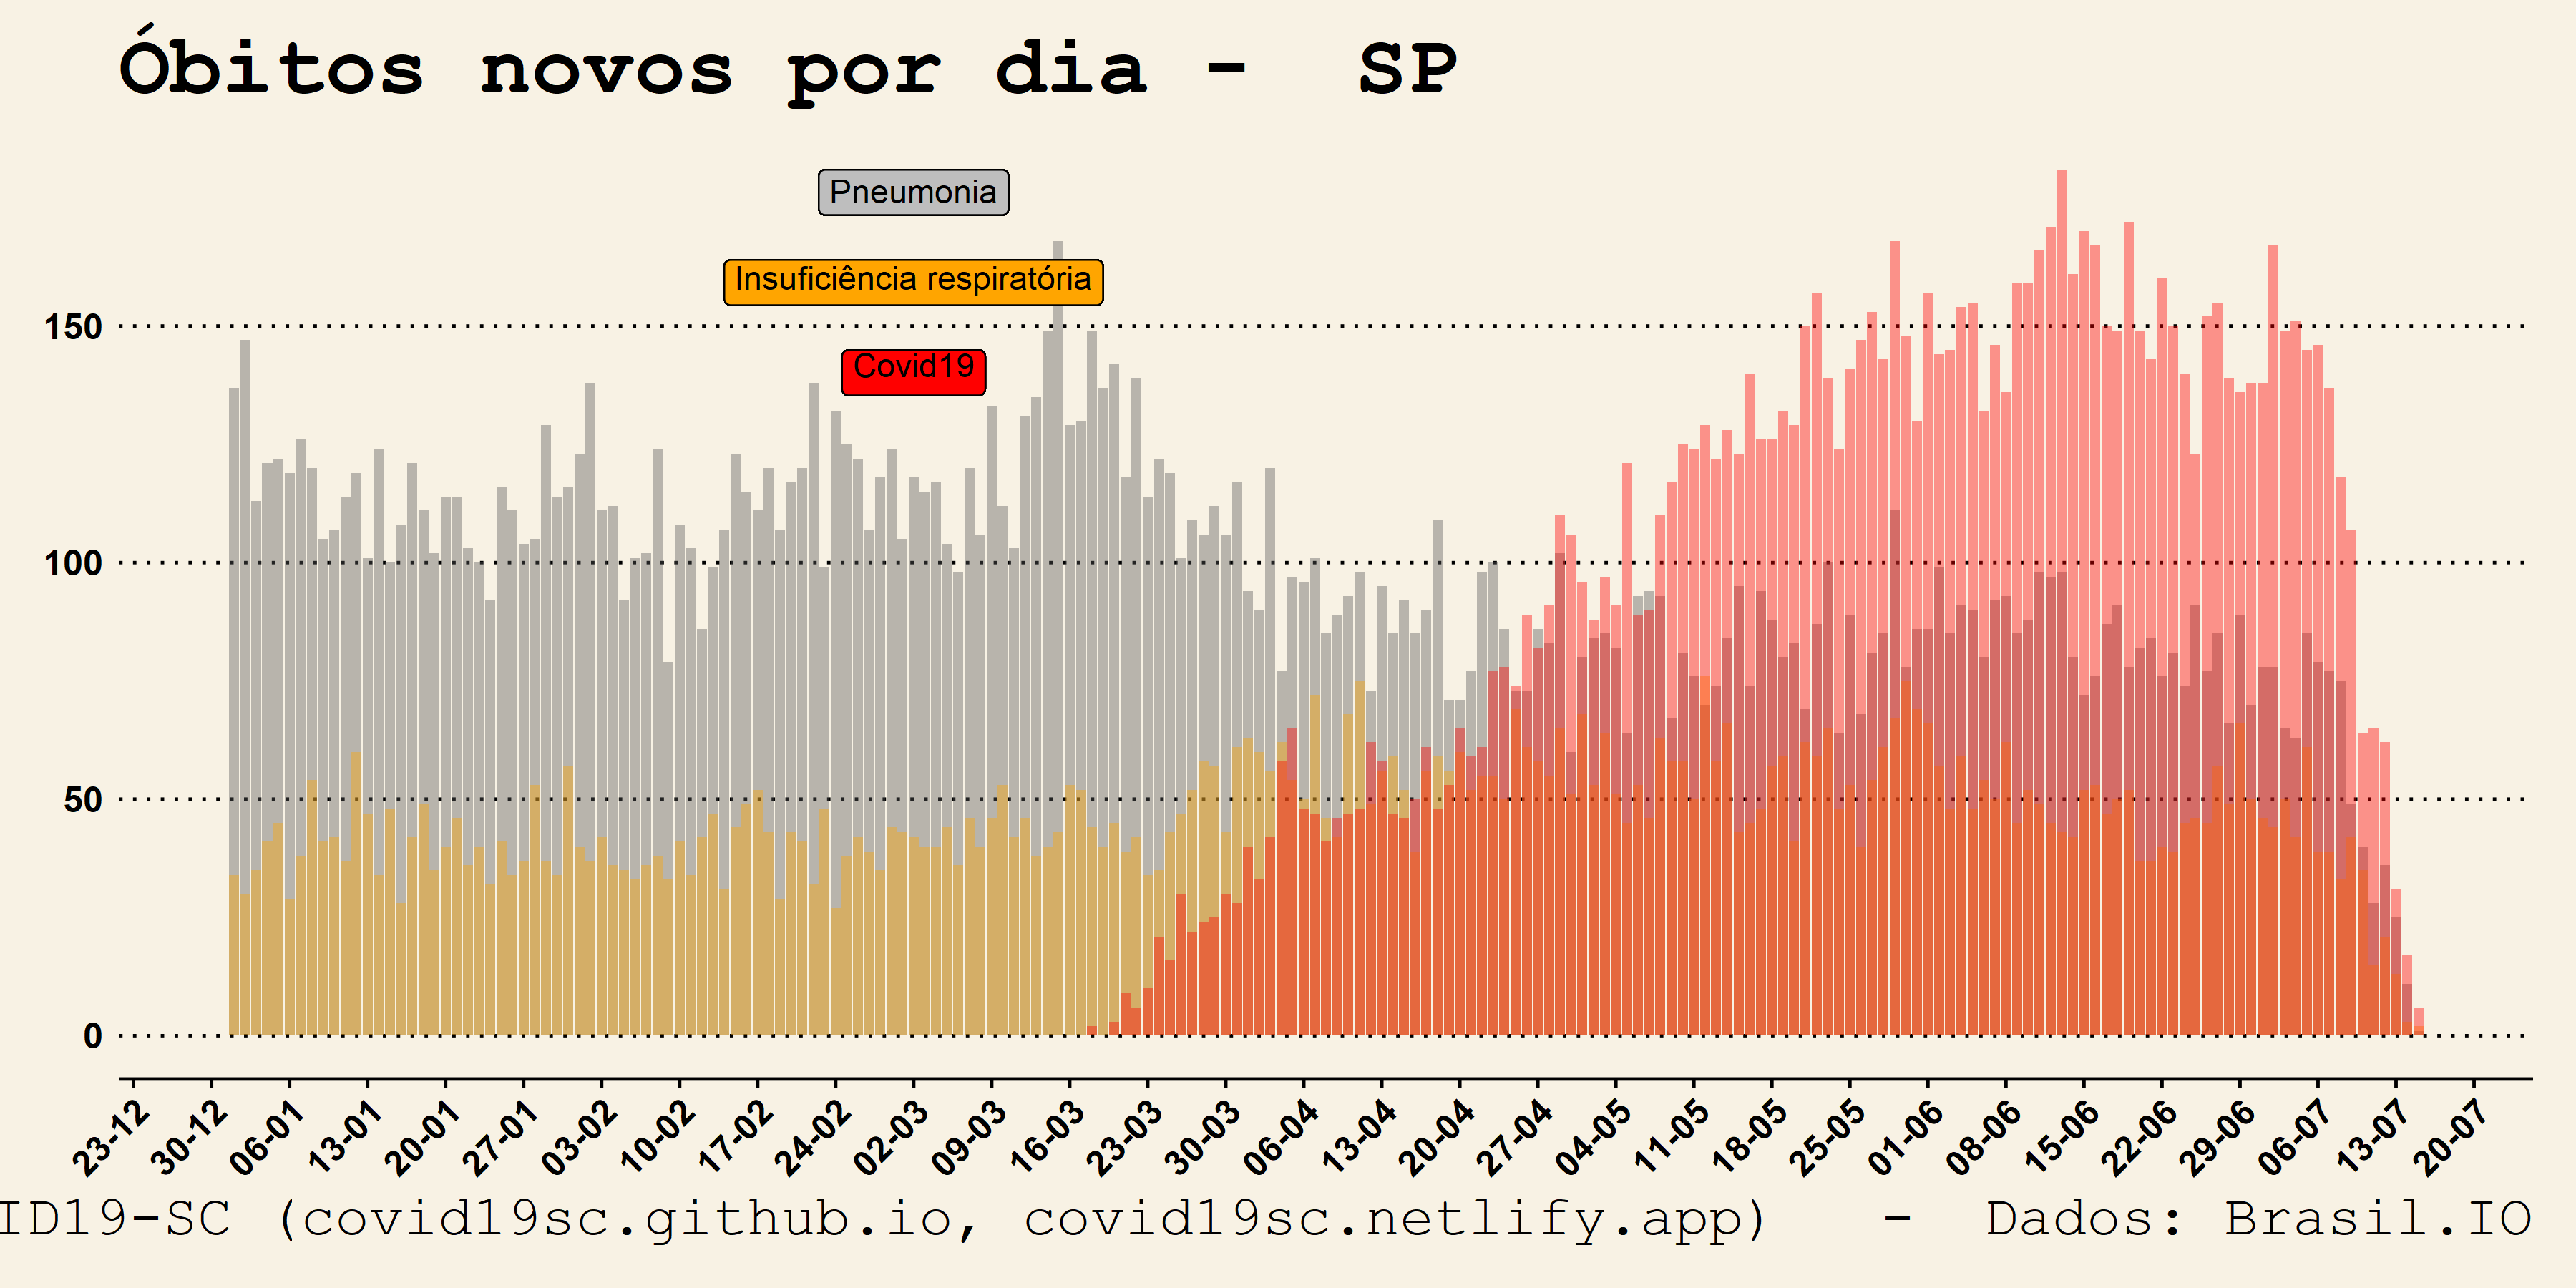 Óbitos novos por dia -  SP
Pneumonia
Insuficiência respiratória
Covid19
150
100
50
0
23-12 30-12 06-01 13-01 20-01 27-01 03-02 10-02 17-02 24-02 02-03 09-03 16-03 23-03 30-03 06-04 13-04 20-04 27-04 04-05 11-05 18-05 25-05 01-06 08-06 15-06 22-06 29-06 06-07 13-07 20-07
ID19-SC (covid19sc.github.io, covid19sc.netlify.app)  -  Dados: Brasil.IO